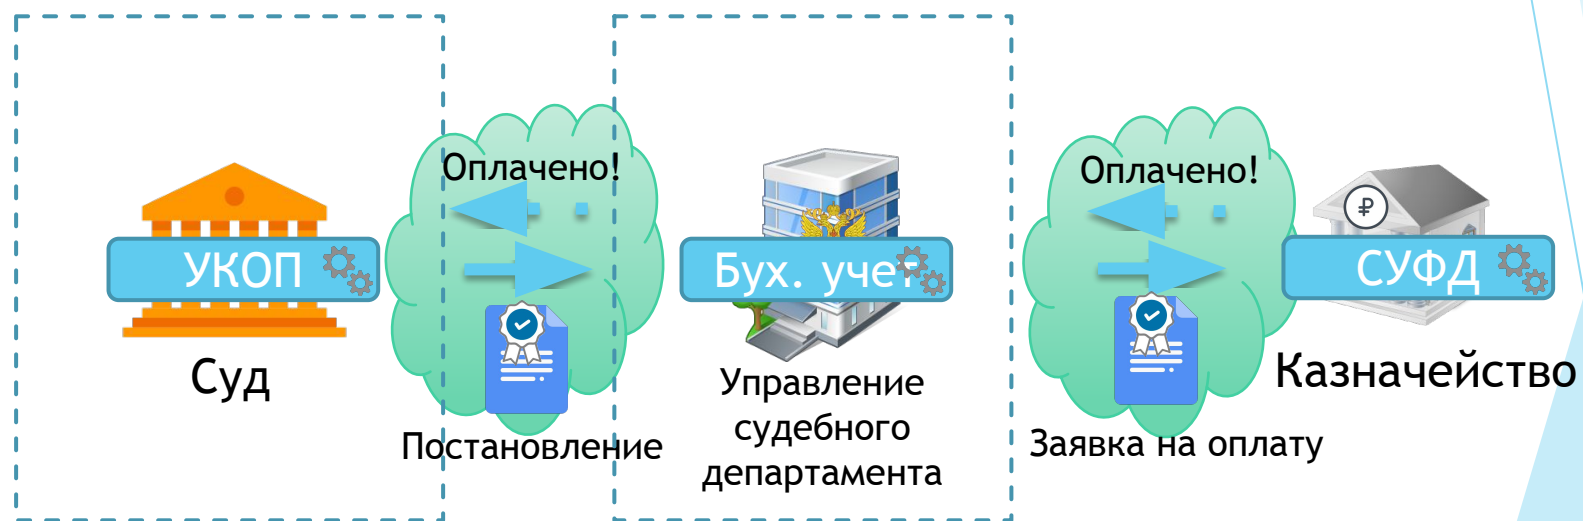 Оплачено!
УКОП
Суд
Постановление
Бух. учет
Управление
судебного
департамента
Оплачено!
Заявка на оплату
₽
СУФД
Казначейство